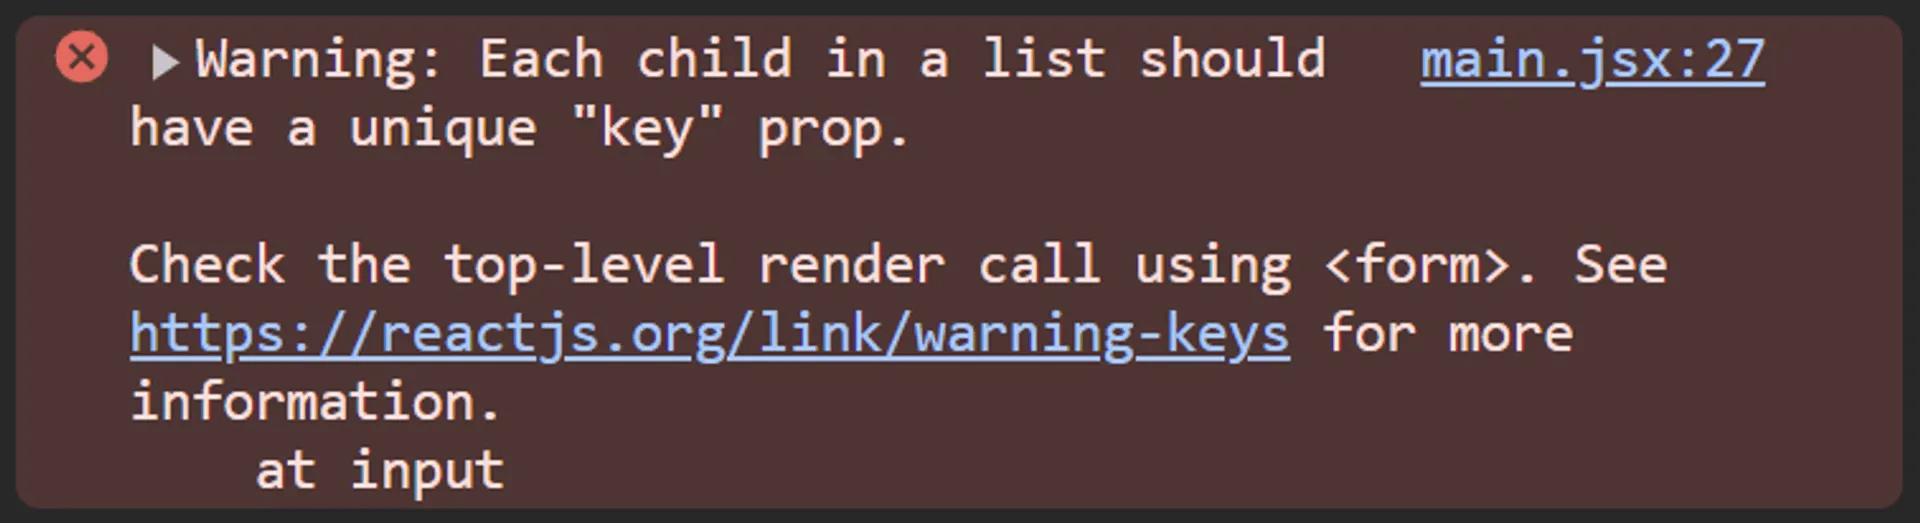 Warning: Each child in a list should main.jsx:27
have a unique "key" prop.
Check the top-level render call using <form>. See
https://reactjs.org/link/warning-keys for more
information.
at input